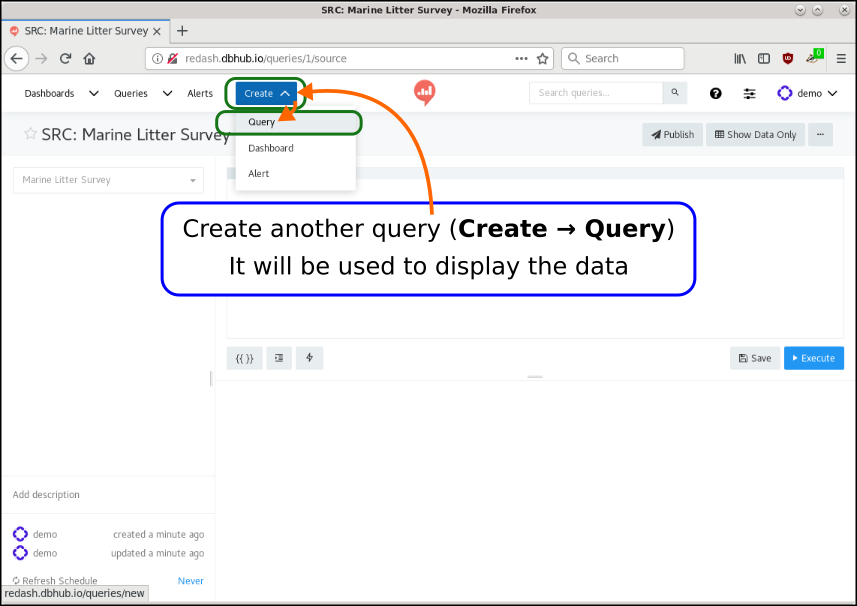 SRC: Marine Litter Survey - Mozilla Firefox
SRC: Marine Litter Survey
redash.dbhub.io/queries/1/source
Search
0
Dashboards Queries Alerts Create Search queries... demo
Query
SRC: Marine Litter Survey
Publish Show Data Only
Dashboard
Alert
Marine Litter Survey
Create another query (Create → Query)
It will be used to display the data
{{ }} Save Execute
Add description
demo created a minute ago
demo updated a minute ago
Refresh Schedule Never
redash.dbhub.io/queries/new